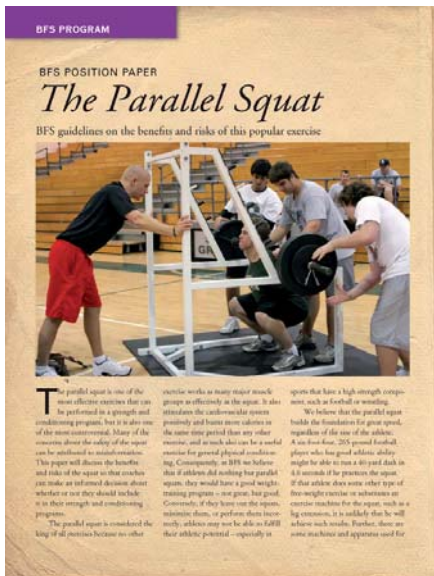 BFS PROGRAM
BFS POSITION PAPER
The Parallel Squat
BFS guidelines on the benefits and risks of this popular exercise
GR
The parallel squat is one of the
most effective exercises that can
be performed in a strength and
conditioning program, but it is also one
of the most controversial. Many of the
concerns about the safety of the squat
can be attributed to misinformation.
This paper will discuss the benefits
and risks of the squat so that coaches
can make an informed decision about
whether or not they should include
it in their strength and conditioning
programs.
The parallel squat is considered the
king of all exercises because no other
exercise works as many major muscle
groups as effectively as the squat. It also
stimulates the cardiovascular system
positively and burns more calories in
the same time period than any other
exercise, and as such also can be a useful
exercise for general physical condition-
ing. Consequently, at BFS we believe
that if athletes did nothing but parallel
squats, they would have a good weight-
training program – not great, but good.
Conversely, if they leave out the squats,
minimize them, or perform them incor-
rectly, athletes may not be able to fulfill
their athletic potential – especially in
sports that have a high strength compo-
nent, such as football or wrestling.
We believe that the parallel squat
builds the foundation for great speed,
regardless of the size of the athlete.
A six-foot-four, 265-pound football
player who has good athletic ability
might be able to run a 40-yard dash in
4.8 seconds if he practices the squat.
If that athlete does some other type of
free-weight exercise or substitutes an
exercise machine for the squat, such as a
leg extension, it is unlikely that he will
achieve such results. Further, there are
some machines and apparatus used for